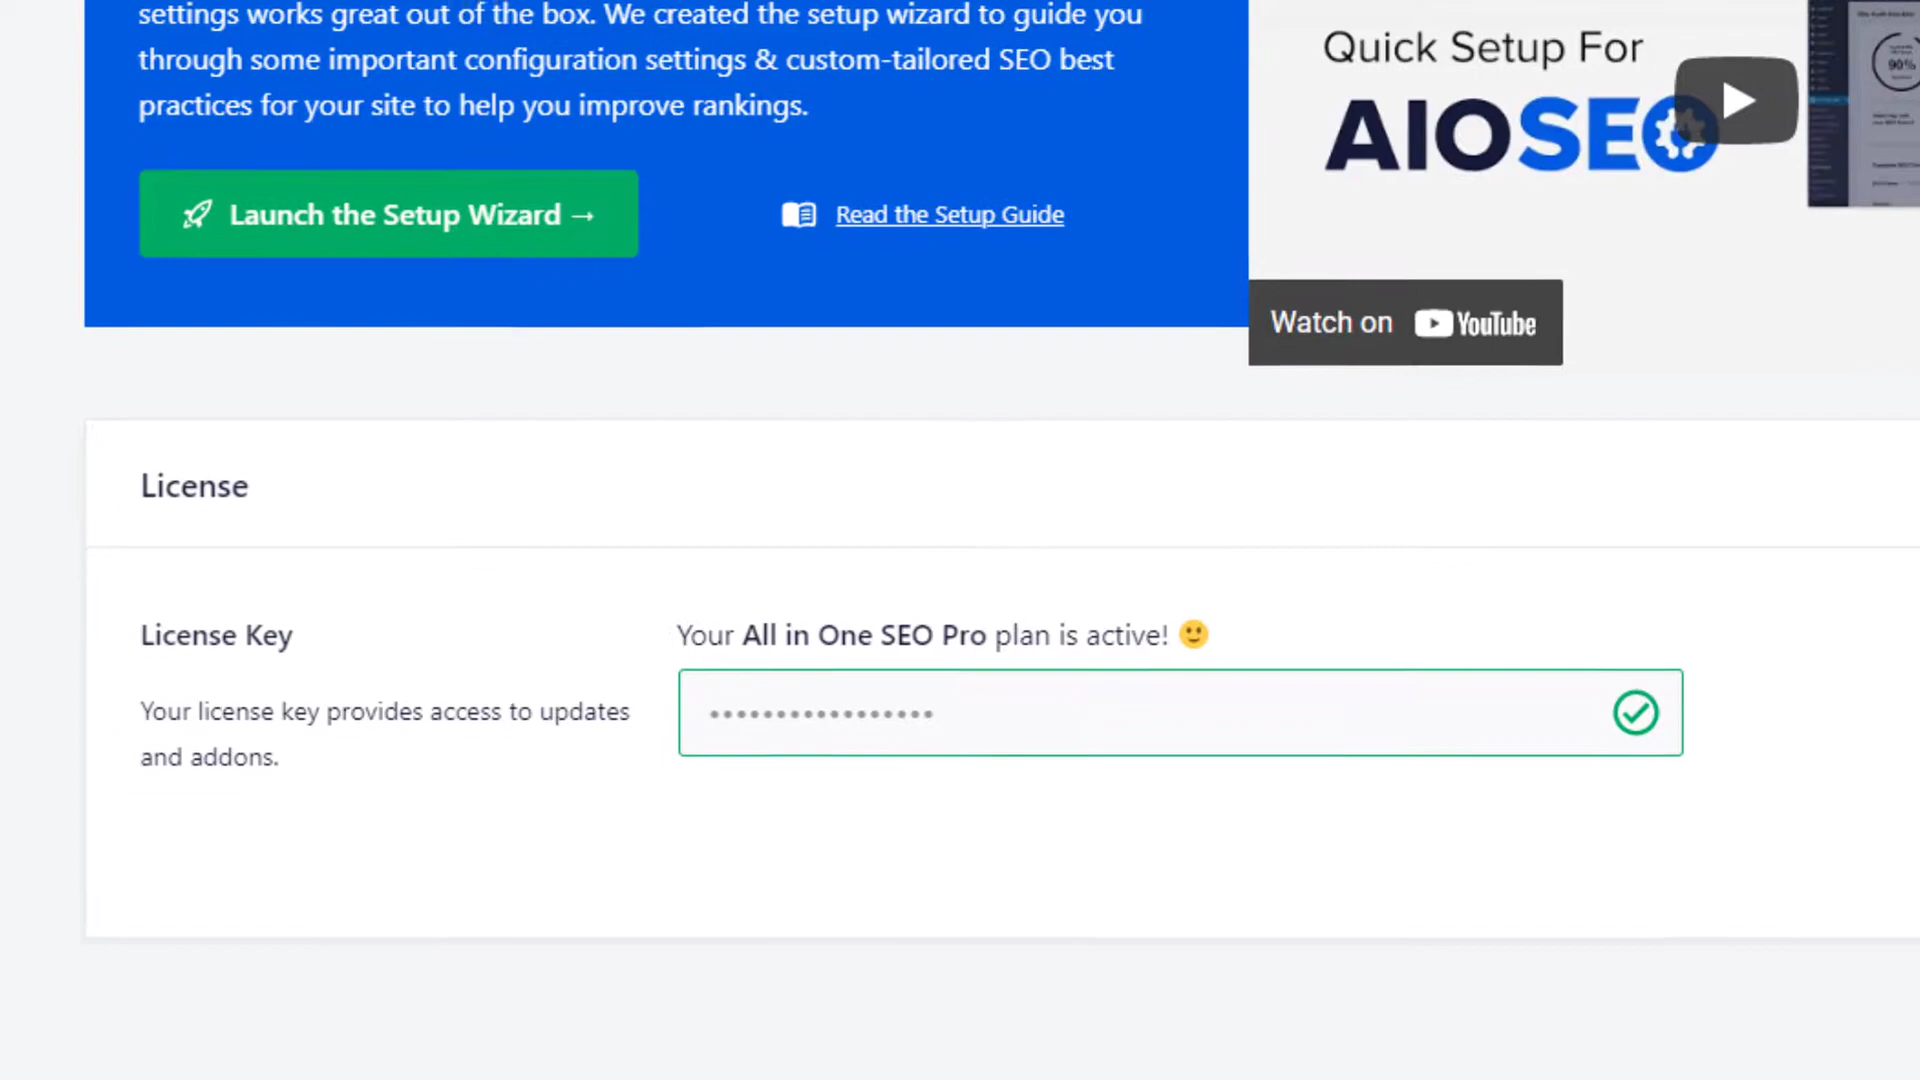 settings works great out of the box. We created the setup wizard to guide you
through some important configuration settings & custom-tailored SEO best
practices for your site to help you improve rankings.
Launch the Setup Wizard →
Read the Setup Guide
Quick Setup For
AIOSEO
90%
Watch on YouTube
License
License Key
Your license key provides access to updates
and addons.
Your All in One SEO Pro plan is active! 🙂
•••••••••••••••••